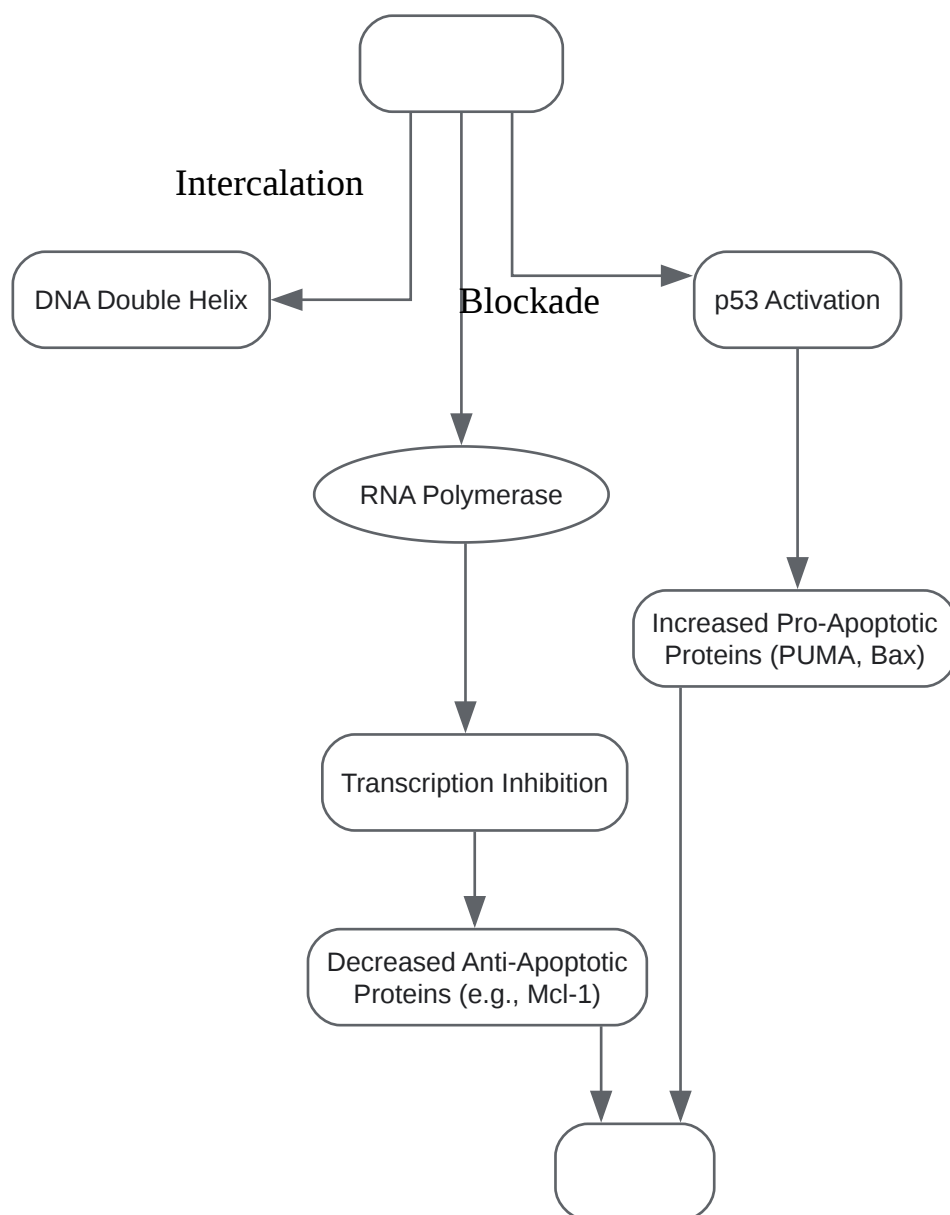 Intercalation
DNA Double Helix
Blockade
p53 Activation
RNA Polymerase
Increased Pro-Apoptotic
Proteins (PUMA, Bax)
Transcription Inhibition
Decreased Anti-Apoptotic
Proteins (e.g., Mcl-1)